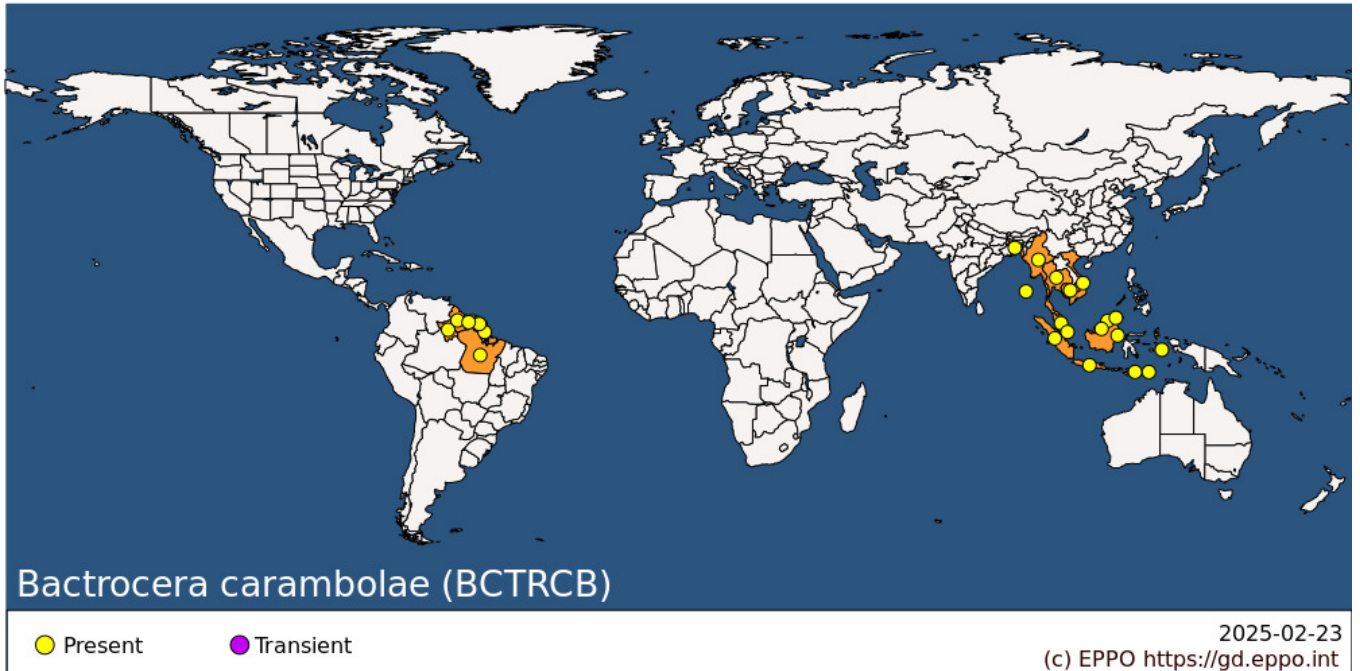 Bactrocera carambolae (BCTRCB)
Present
Transient
2025-02-23
(c) EPPO https://gd.eppo.int